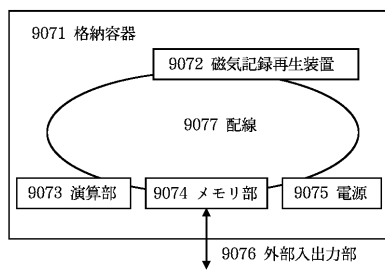 9071 格納容器
9072 磁気記録再生装置
9077 配線
9073 演算部
9074 メモリ部
9075 電源
9076 外部入出力部